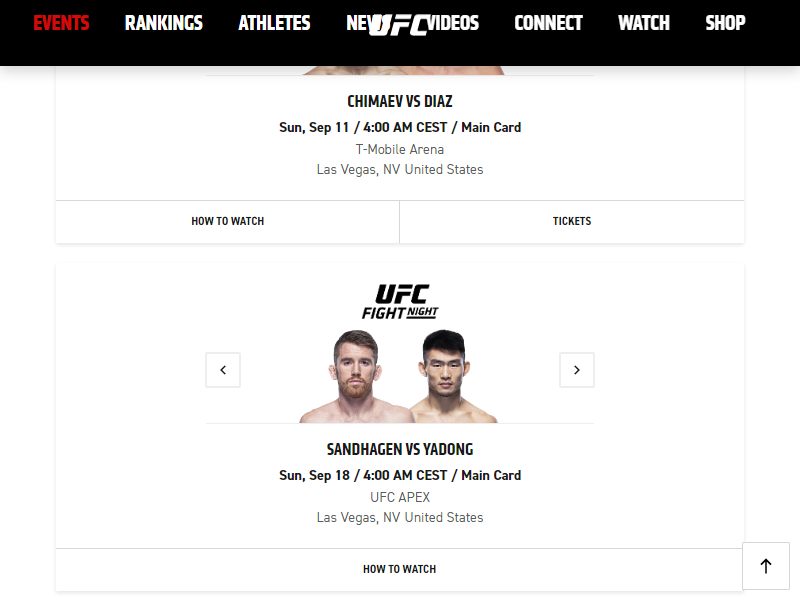 EVENTS RANKINGS ATHLETES NEWS UFC VIDEOS CONNECT WATCH SHOP
CHIMAEV VS DIAZ
Sun, Sep 11 / 4:00 AM CEST / Main Card
T-Mobile Arena
Las Vegas, NV United States
HOW TO WATCH TICKETS
UFC
FIGHT NIGHT
SANDHAGEN VS YADONG
Sun, Sep 18 / 4:00 AM CEST / Main Card
UFC APEX
Las Vegas, NV United States
HOW TO WATCH